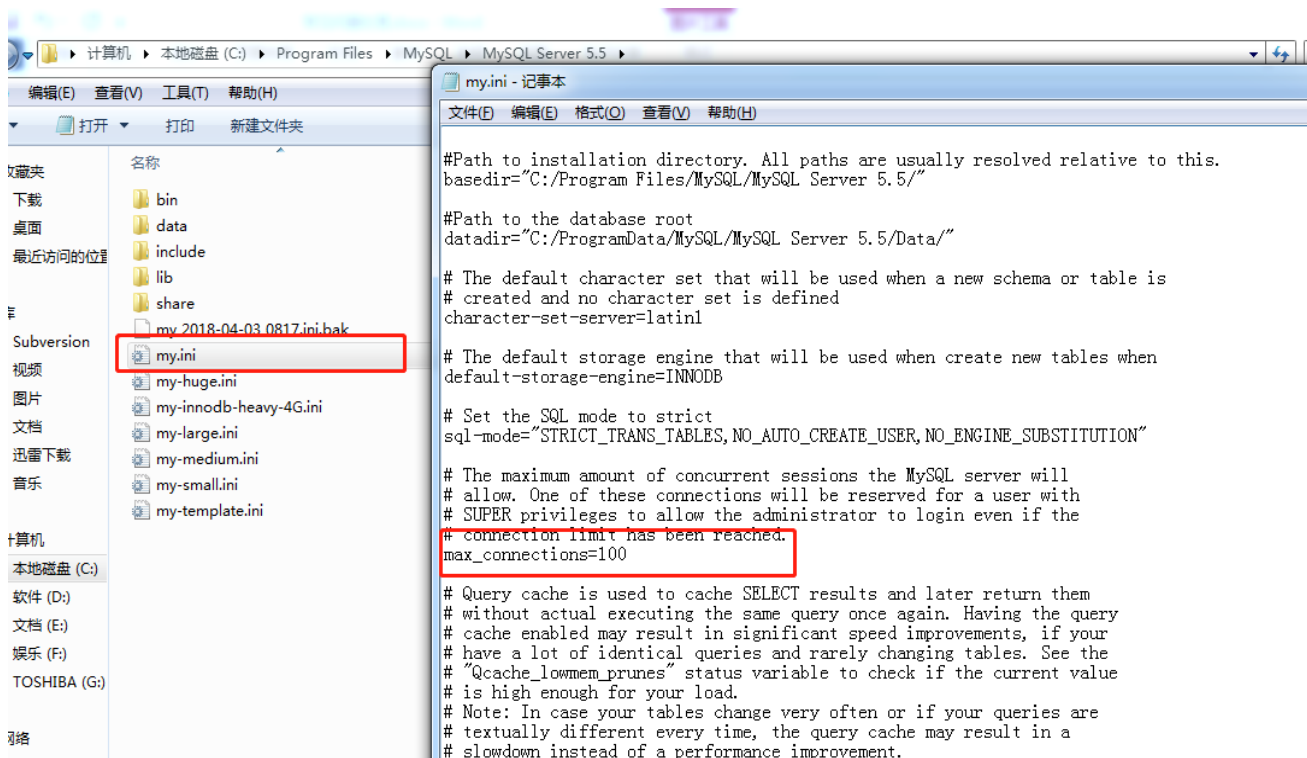 计算机 本地磁盘 (C:) Program Files MySQL MySQL Server 5.5
编辑(E) 查看(V) 工具(T) 帮助(H)
打开 打印 新建文件夹
下载
桌面
最近访问的位置
Subversion
视频
图片
文档
迅雷下载
音乐
计算机
本地磁盘 (C:)
软件 (D:)
文档 (E:)
娱乐 (F:)
TOSHIBA (G:)
网络
名称
bin
data
include
lib
share
my 2018-04-03 0817.ini.bak
my.ini
my-huge.ini
my-innodb-heavy-4G.ini
my-large.ini
my-medium.ini
my-small.ini
my-template.ini
my.ini - 记事本
文件(F) 编辑(E) 格式(O) 查看(V) 帮助(H)
#Path to installation directory. All paths are usually resolved relative to this.
basedir="C:/Program Files/MySQL/MySQL Server 5.5/"
#Path to the database root
datadir="C:/ProgramData/MySQL/MySQL Server 5.5/Data/"
# The default character set that will be used when a new schema or table is
# created and no character set is defined
character-set-server=latin1
# The default storage engine that will be used when create new tables when
default-storage-engine=INNODB
# Set the SQL mode to strict
sql-mode="STRICT_TRANS_TABLES,NO_AUTO_CREATE_USER,NO_ENGINE_SUBSTITUTION"
# The maximum amount of concurrent sessions the MySQL server will
# allow. One of these connections will be reserved for a user with
# SUPER privileges to allow the administrator to login even if the
# connection limit has been reached.
max_connections=100
# Query cache is used to cache SELECT results and later return them
# without actual executing the same query once again. Having the query
# cache enabled may result in significant speed improvements, if your
# have a lot of identical queries and rarely changing tables. See the
# "Qcache_lowmem_prunes" status variable to check if the current value
# is high enough for your load.
# Note: In case your tables change very often or if your queries are
# textually different every time, the query cache may result in a
# slowdown instead of a performance improvement.